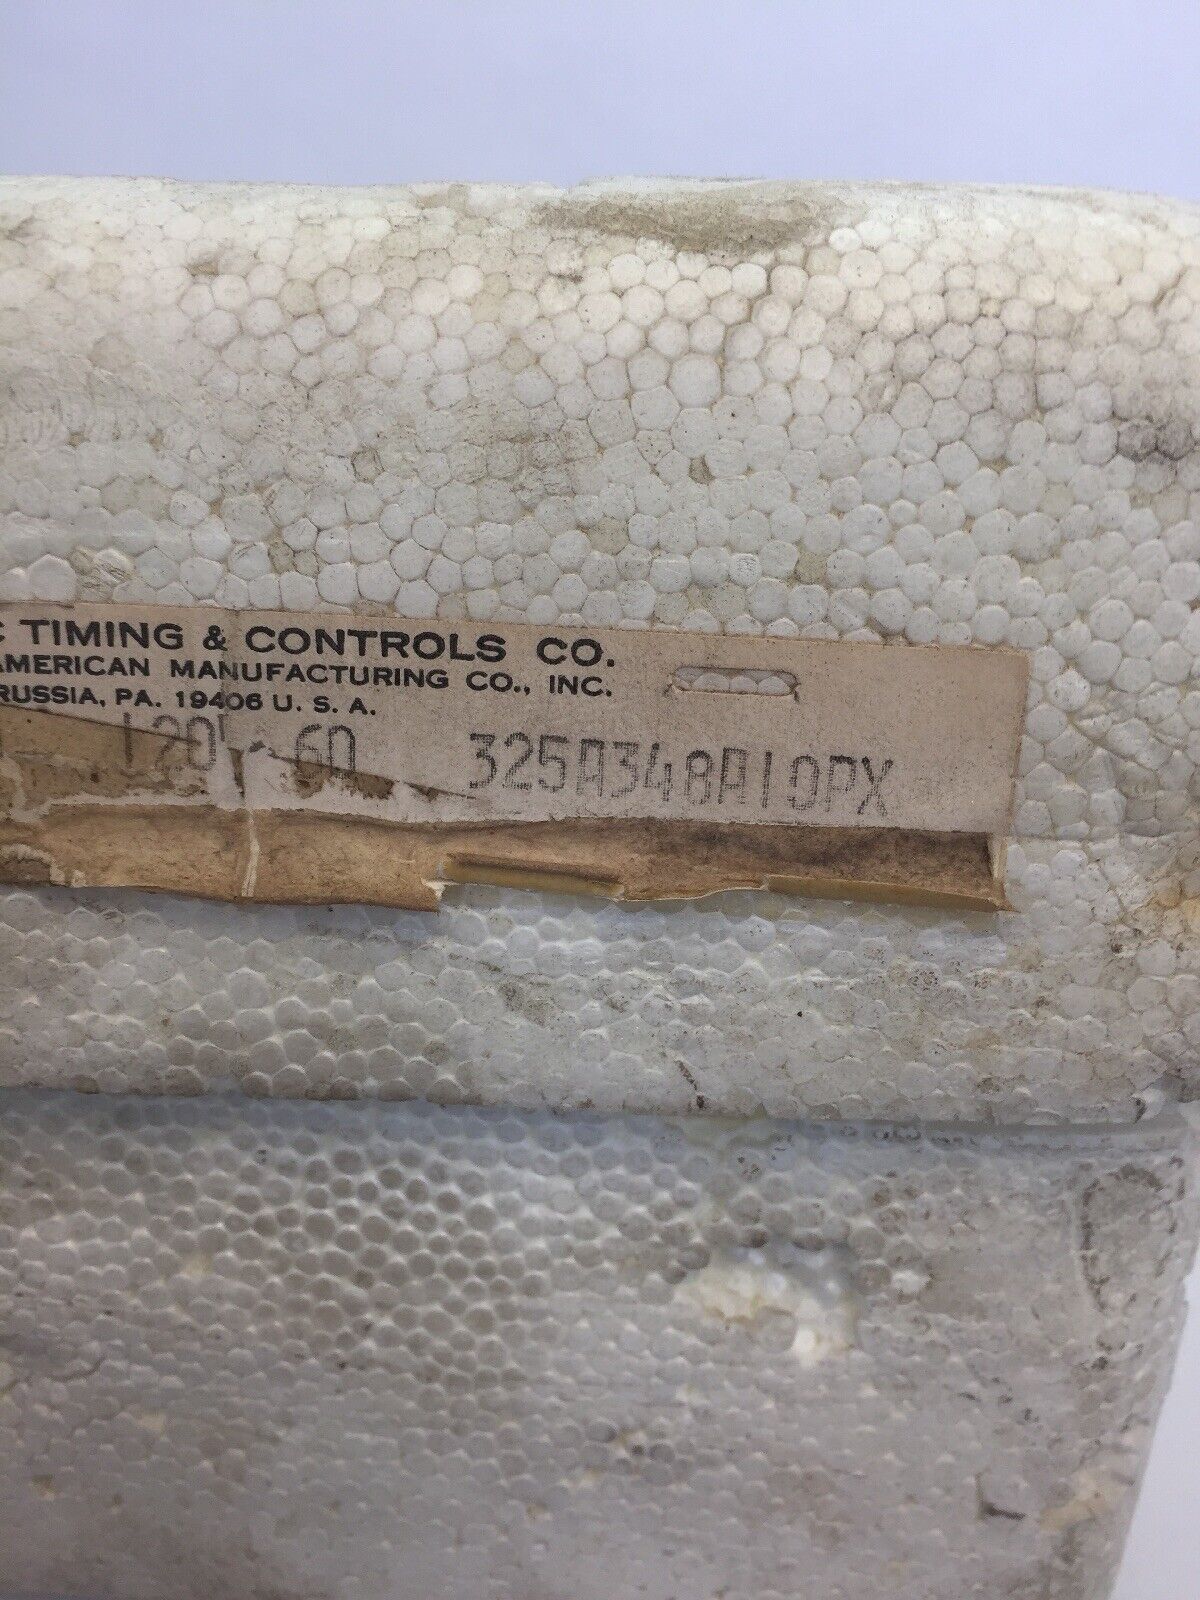 C TIMING & CONTROLS CO.
AMERICAN MANUFACTURING CO., INC.
RUSSIA, PA. 19406 U. S. A.
120 60 325A348A10PX